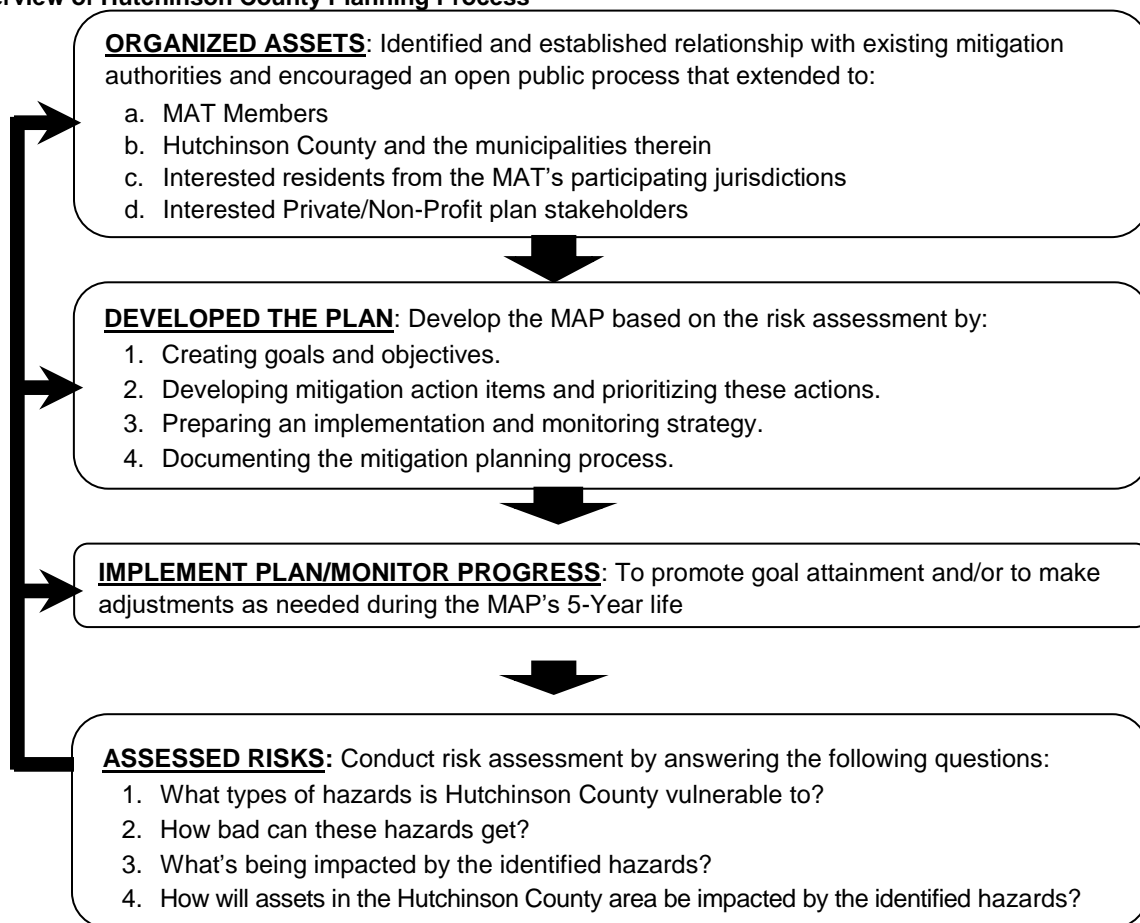 Overview of Hutchinson County Planning Process
ORGANIZED ASSETS: Identified and established relationship with existing mitigation
authorities and encouraged an open public process that extended to:
a. MAT Members
b. Hutchinson County and the municipalities therein
c. Interested residents from the MAT's participating jurisdictions
d. Interested Private/Non-Profit plan stakeholders
DEVELOPED THE PLAN: Develop the MAP based on the risk assessment by:
1. Creating goals and objectives.
2. Developing mitigation action items and prioritizing these actions.
3. Preparing an implementation and monitoring strategy.
4. Documenting the mitigation planning process.
IMPLEMENT PLAN/MONITOR PROGRESS: To promote goal attainment and/or to make
adjustments as needed during the MAP's 5-Year life
ASSESSED RISKS: Conduct risk assessment by answering the following questions:
1. What types of hazards is Hutchinson County vulnerable to?
2. How bad can these hazards get?
3. What's being impacted by the identified hazards?
4. How will assets in the Hutchinson County area be impacted by the identified hazards?